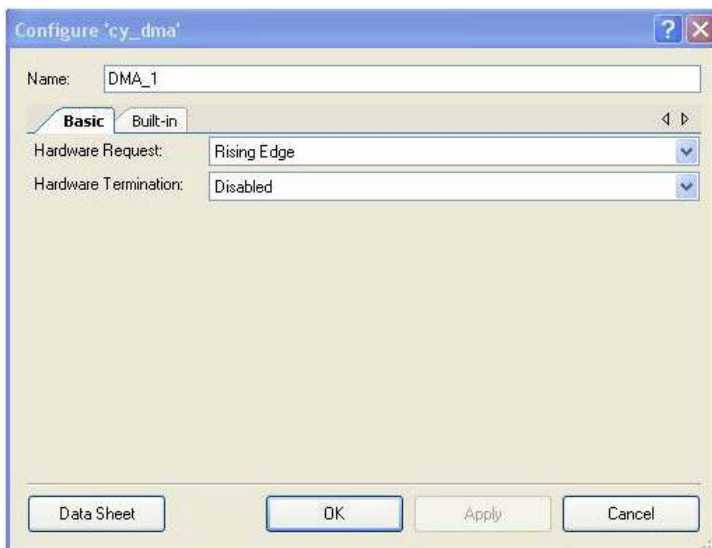 Configure 'cy_dma'
Name: DMA_1
Basic Built-in
Hardware Request: Rising Edge
Hardware Termination: Disabled
Data Sheet OK Apply Cancel